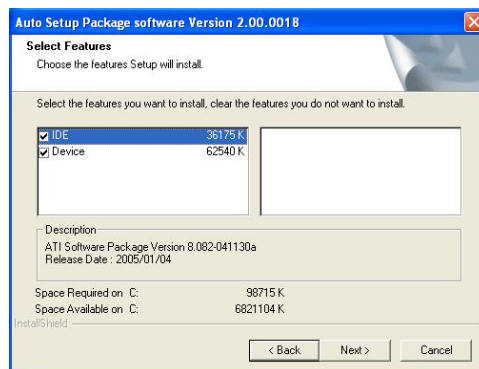 Auto Setup Package software Version 2.00.0018
Select Features
Choose the features Setup will install.
Select the features you want to install, clear the features you do not want to install.
IDE 36175 K
Device 62540 K
Description
ATI Software Package Version 8.082-041130a
Release Date : 2005/01/04
Space Required on C: 98715 K
Space Available on C: 6821104 K
InstallShield
< Back Next > Cancel